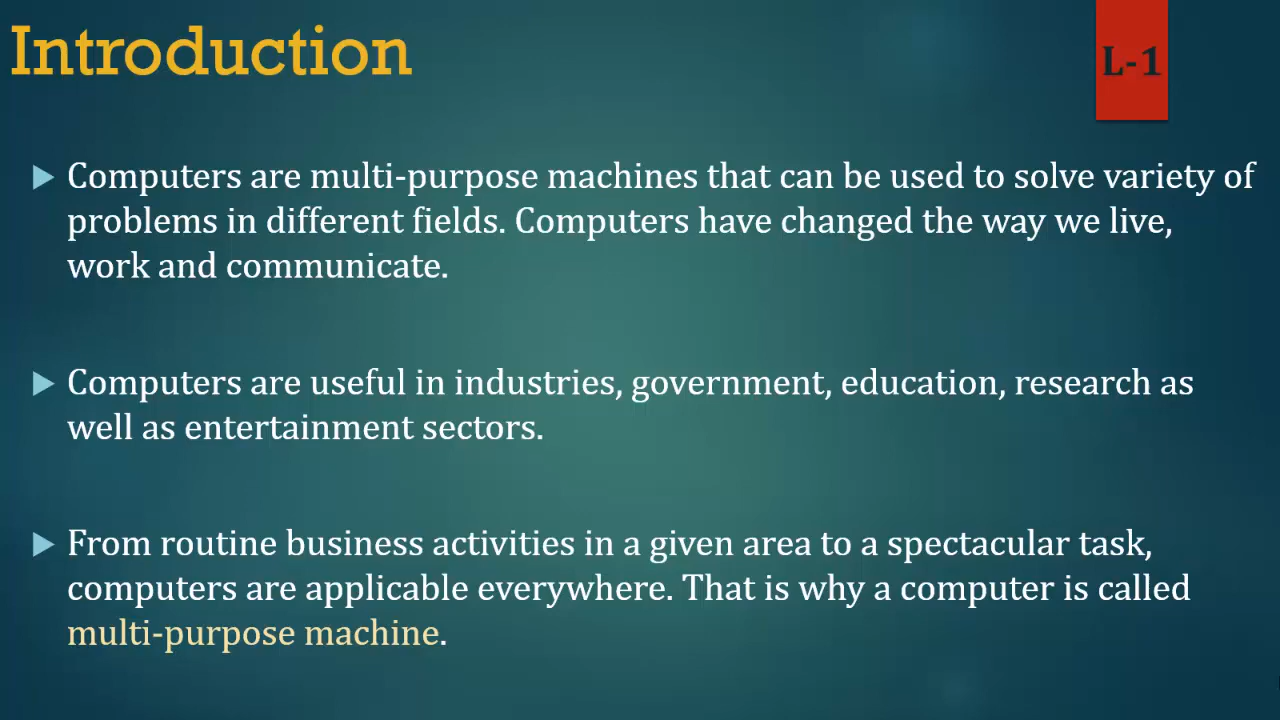 Introduction
L-1
Computers are multi-purpose machines that can be used to solve variety of
problems in different fields. Computers have changed the way we live,
work and communicate.
Computers are useful in industries, government, education, research as
well as entertainment sectors.
From routine business activities in a given area to a spectacular task,
computers are applicable everywhere. That is why a computer is called
multi-purpose machine.